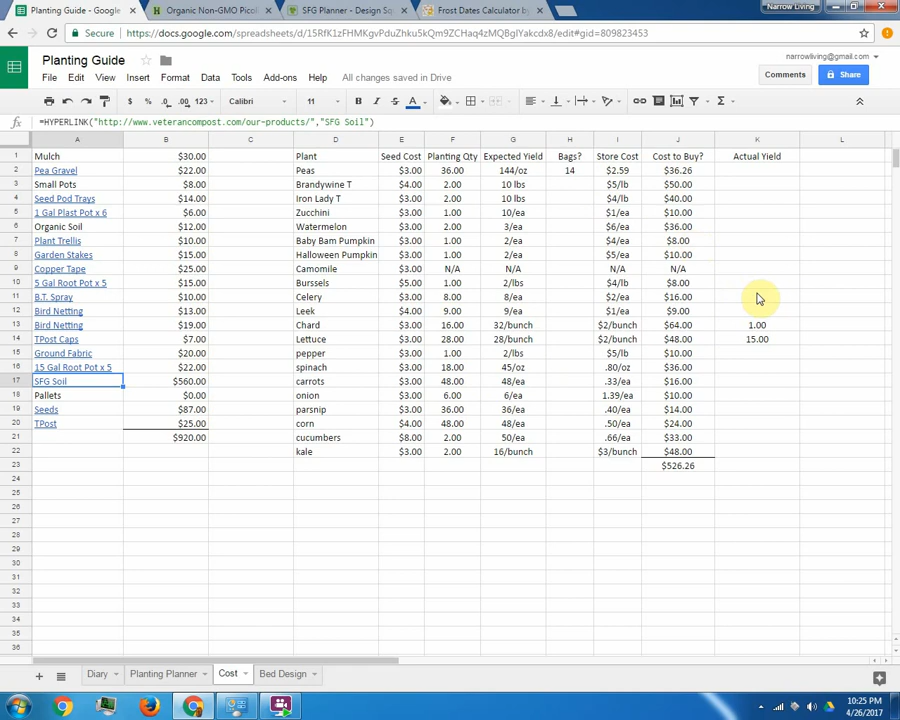 Planting Guide - Google
Organic Non-GMO Picol
SFG Planner - Design Sq
Frost Dates Calculator by
Narrow Living
Secure https://docs.google.com/spreadsheets/d/15RfK1zFHMKgvPduZhku5kQm9ZCHaq4zMQBgIYakcdx8/edit#gid=809823453
Planting Guide
narrowliving@gmail.com
File Edit View Insert Format Data Tools Add-ons Help All changes saved in Drive
Comments Share
$ % .0 .00 123 Calibri 11 B I S A
fx =HYPERLINK("http://www.veterancompost.com/our-products/","SFG Soil")
A B C D E F G H I J K L
1 Mulch $30.00 Plant Seed Cost Planting Qty Expected Yield Bags? Store Cost Cost to Buy? Actual Yield
2 Pea Gravel $22.00 Peas $3.00 36.00 144/oz 14 $2.59 $36.26
3 Small Pots $8.00 Brandywine T $4.00 2.00 10 lbs $5/lb $50.00
4 Seed Pod Trays $14.00 Iron Lady T $3.00 2.00 10 lbs $4/lb $40.00
5 1 Gal Plast Pot x 6 $6.00 Zucchini $3.00 1.00 10/ea $1/ea $10.00
6 Organic Soil $12.00 Watermelon $3.00 2.00 3/ea $6/ea $36.00
7 Plant Trellis $10.00 Baby Bam Pumpkin $3.00 1.00 2/ea $4/ea $8.00
8 Garden Stakes $15.00 Halloween Pumpkin $3.00 1.00 2/ea $5/ea $10.00
9 Copper Tape $25.00 Camomile $3.00 N/A N/A N/A N/A
10 5 Gal Root Pot x 5 $15.00 Burssels $5.00 1.00 2/lbs $4/lb $8.00
11 B.T. Spray $10.00 Celery $3.00 8.00 8/ea $2/ea $16.00
12 Bird Netting $13.00 Leek $4.00 9.00 9/ea $1/ea $9.00
13 Bird Netting $19.00 Chard $3.00 16.00 32/bunch $2/bunch $64.00 1.00
14 TPost Caps $7.00 Lettuce $3.00 28.00 28/bunch $2/bunch $48.00 15.00
15 Ground Fabric $20.00 pepper $3.00 1.00 2/lbs $5/lb $10.00
16 15 Gal Root Pot x 5 $22.00 spinach $3.00 18.00 45/oz .80/oz $36.00
17 SFG Soil $560.00 carrots $3.00 48.00 48/ea .33/ea $16.00
18 Pallets $0.00 onion $3.00 6.00 6/ea 1.39/ea $10.00
19 Seeds $87.00 parsnip $3.00 36.00 36/ea .40/ea $14.00
20 TPost $25.00 corn $4.00 48.00 48/ea .50/ea $24.00
21 $920.00 cucumbers $8.00 2.00 50/ea .66/ea $33.00
22 kale $3.00 2.00 16/bunch $3/bunch $48.00
23 $526.26
24
25
26
27
28
29
30
31
32
33
34
35
36
Diary Planting Planner Cost Bed Design
10:25 PM
4/26/2017